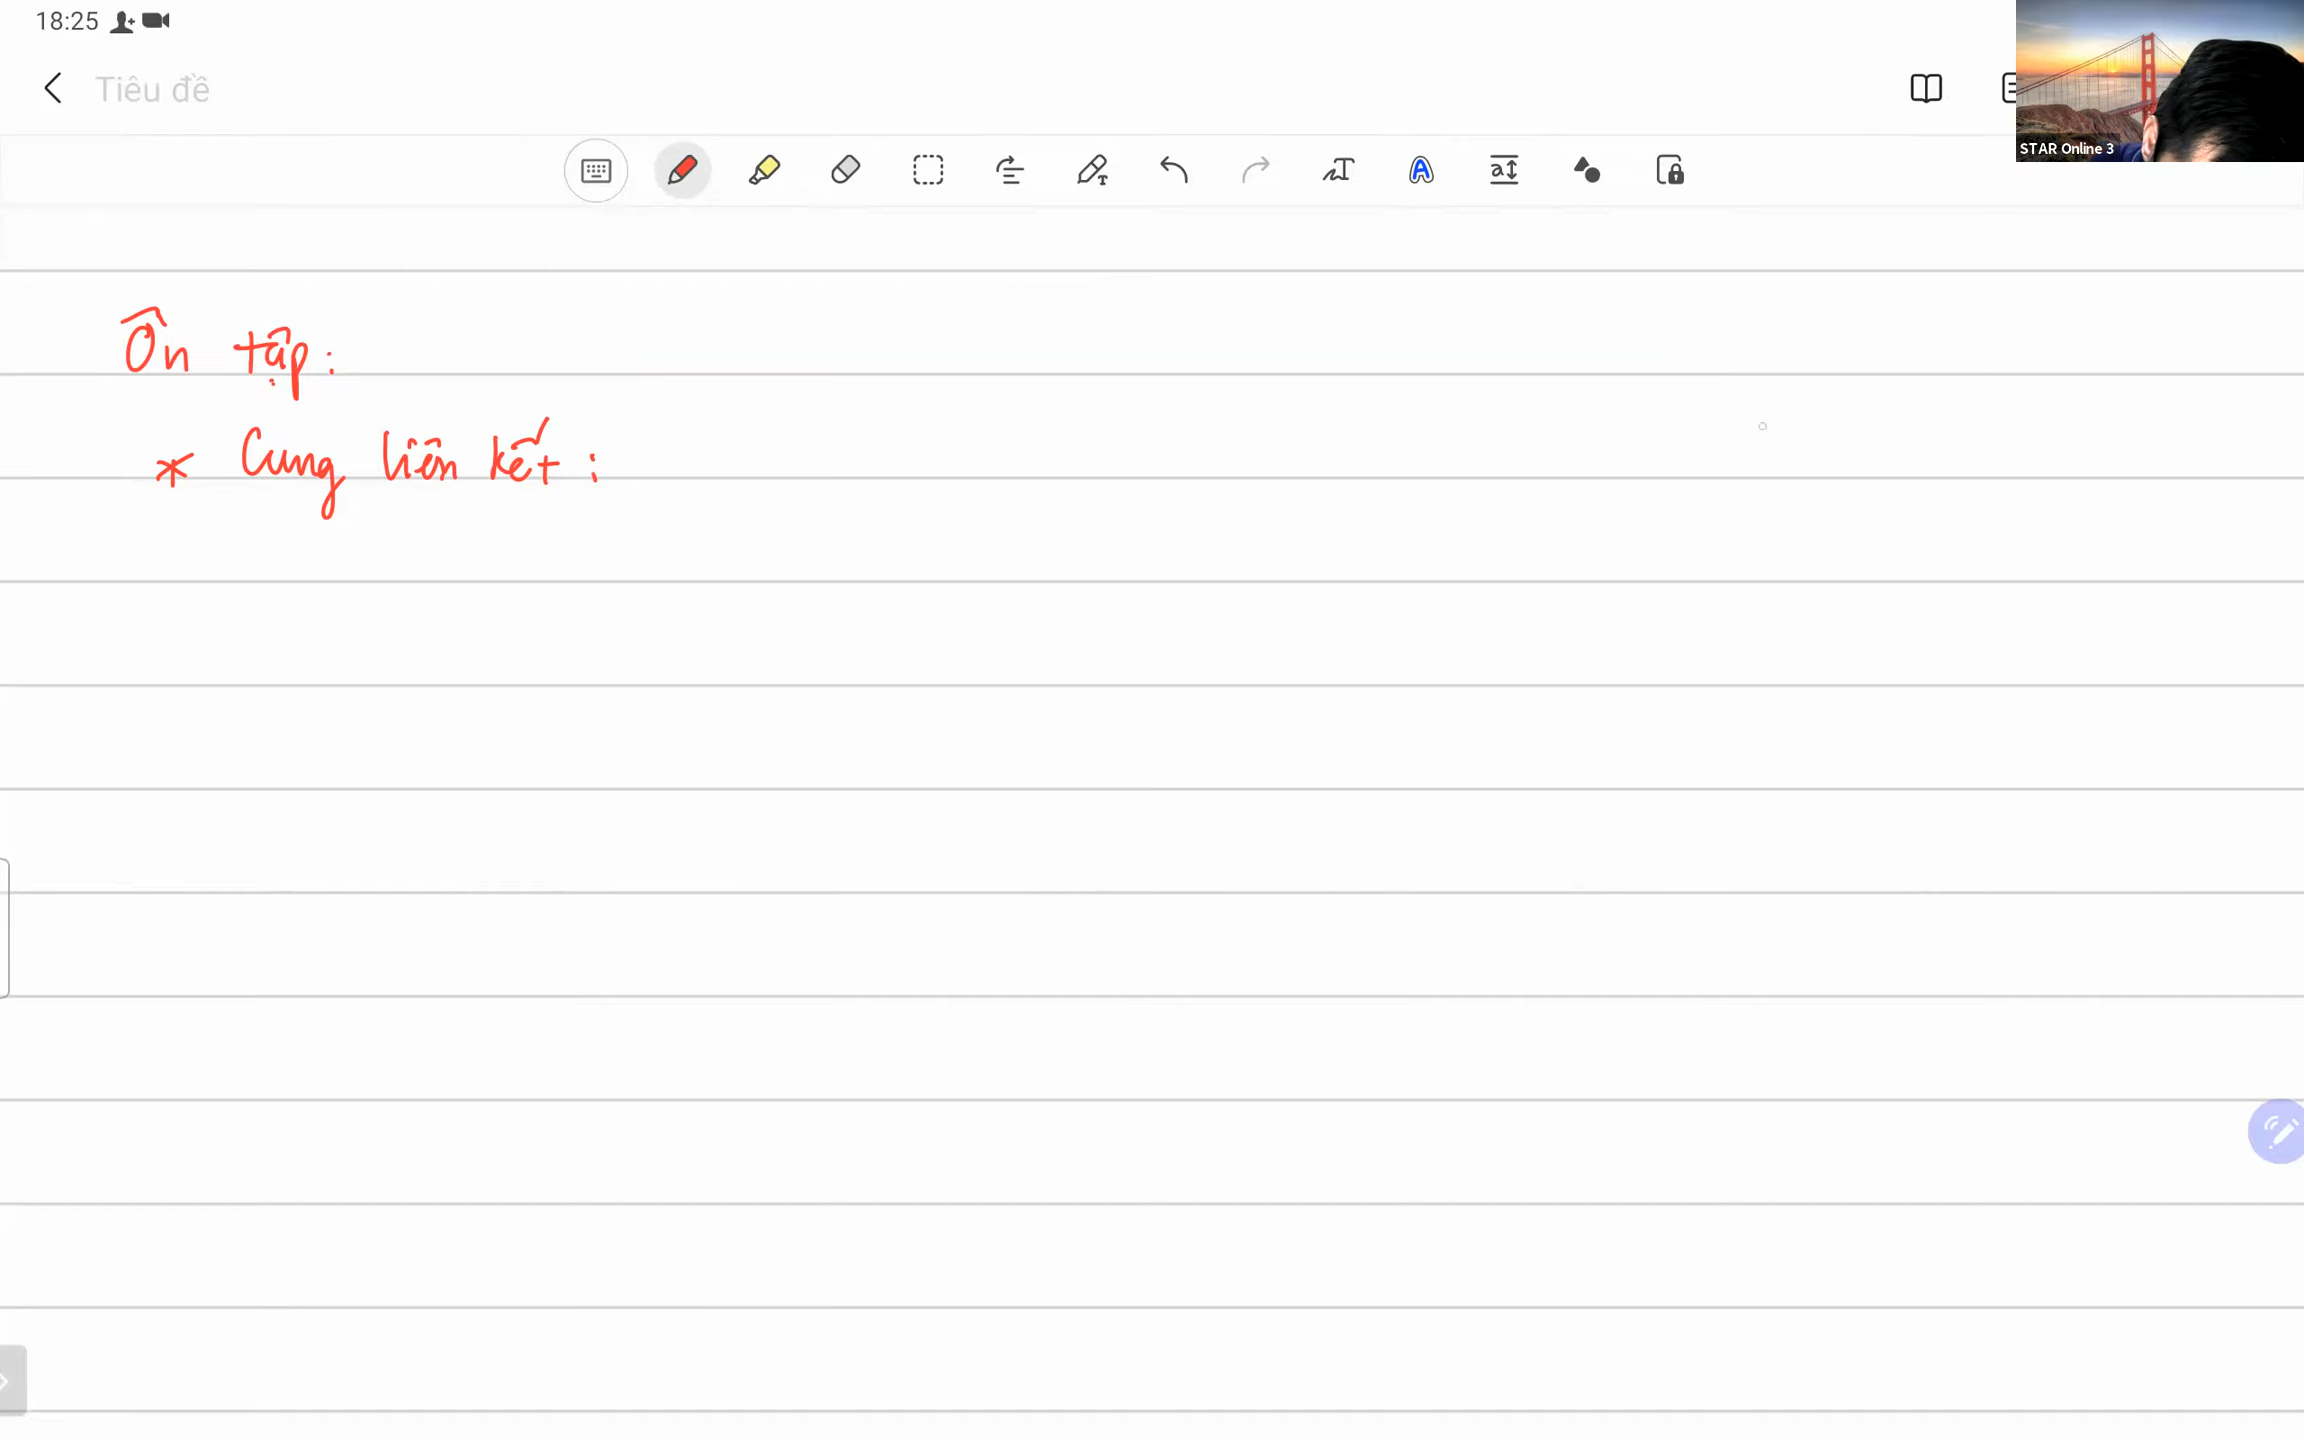 18:25
Tiêu đề
STAR Online 3
Ôn tập:
* Cung liên kết: